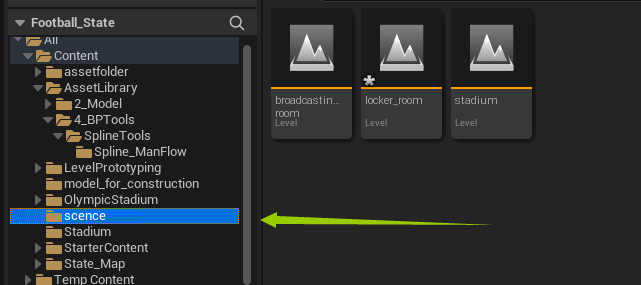 Football_State
All
Content
assetfolder
AssetLibrary
2_Model
4_BPTools
SplineTools
Spline_ManFlow
LevelPrototyping
model_for_construction
OlympicStadium
scence
Stadium
StarterContent
State_Map
Temp Content
broadcastin...
room
Level
locker_room
Level
stadium
Level